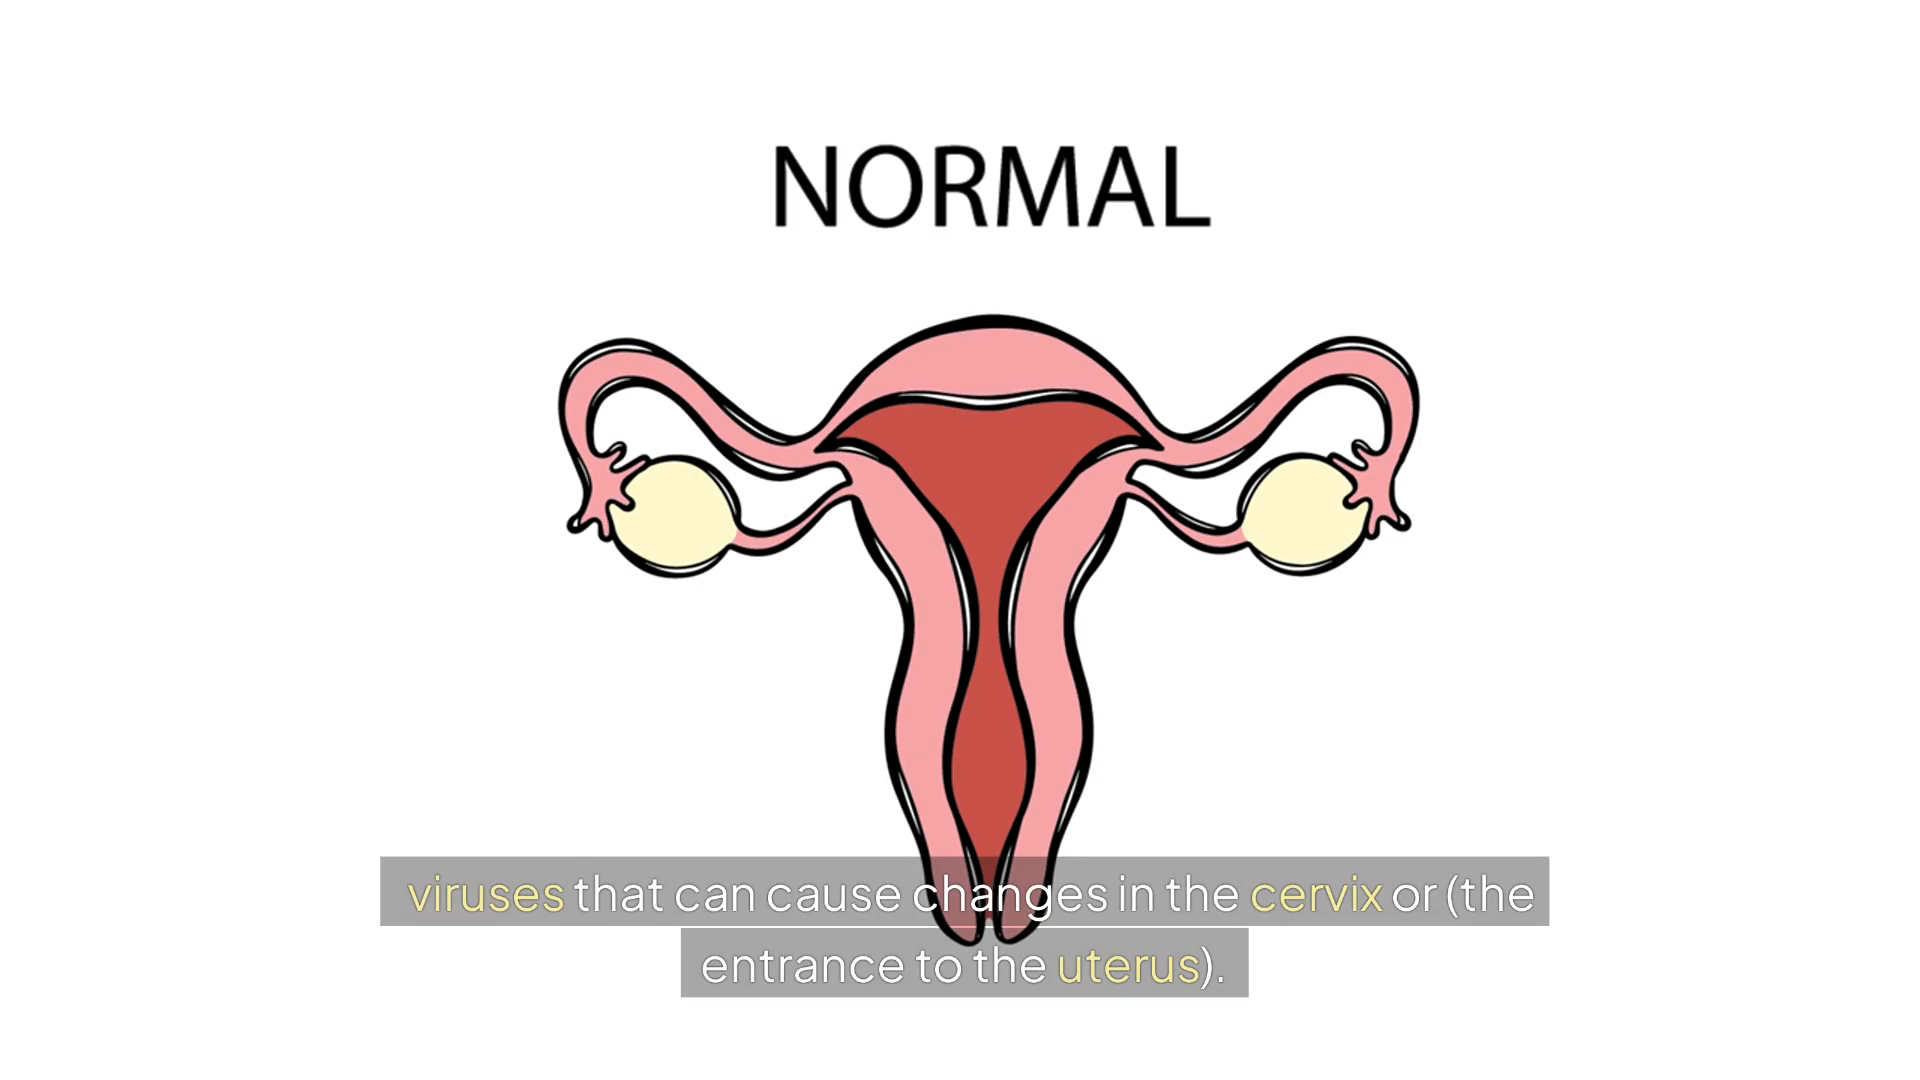 NORMAL
viruses that can cause changes in the cervix or (the
entrance to the uterus).